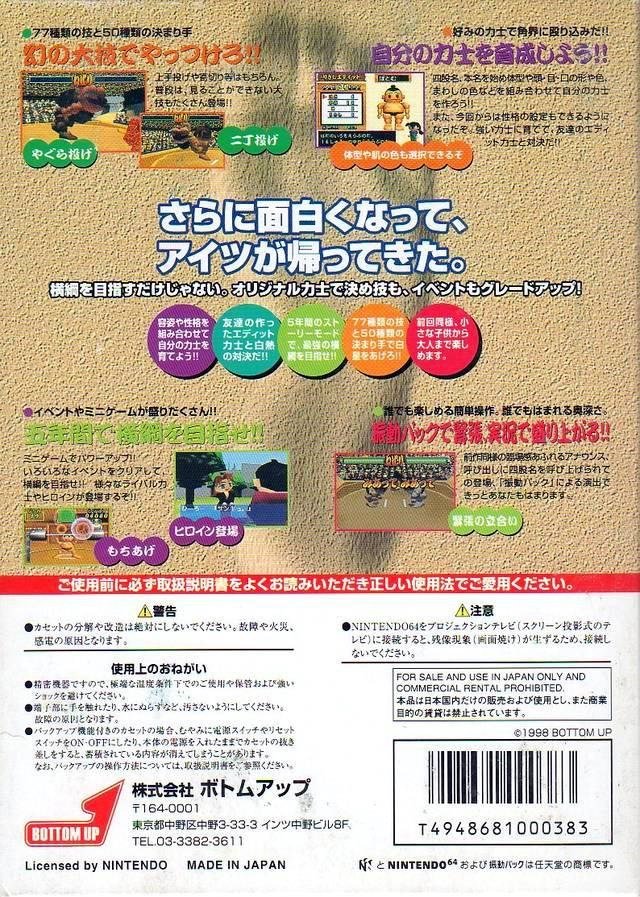 ●77種類の技と50種類の決まり手
幻の大技でやっつけろ!!
上手投げや寄切り等はもちろん、
普段は、見ることができない大
技もたくさん登場!!
やぐら投げ
二丁投げ
●好みの力士で角界に殴り込みだ!!
自分の力士を育成しよう!!
四股名、本名を始め体型や頭・目・口の形や色、
まわしの色などを組み合わせて自分の力士
を作ろう!!
また、今回からは性格の設定もできるように
なったぞ。強い力士に育てて、友達のエディ
ット力士と対決だ!!
体型や肌の色も選択できるぞ
さらに面白くなって、
アイツが帰ってきた。
横綱を目指すだけじゃない。オリジナル力士で決め技も、イベントもグレードアップ!
容姿や性格を
組み合わせて
自分の力士を
育てよう!!
友達の作っ
たエディット
力士と白熱
の対決だ!!
5年間のスト
ーリーモード
で、最強の横
綱を目指せ!!
77種類の技
と50種類の
決まり手で白
星をあげろ!!
前回同様、小
さな子供から
大人まで楽し
めます。
●イベントやミニゲームが盛りだくさん!!
五年間で横綱を目指せ!!
ミニゲームでパワーアップ!!
いろいろなイベントをクリアして、
横綱を目指せ!! 様々なライバル力
士やヒロインが登場するぞ!!
もちあげ
ヒロイン登場
●誰でも楽しめる簡単操作。誰でもはまれる奥深さ。
振動パックで緊張、実況で盛り上がる!!
前作同様の臨場感あふれるアナウンス、
呼び出しに四股名を呼び上げられて
の登場、「振動パック」による演出で
きっとあなたもはまります。
みあって、みあって
緊張の立合い
ご使用前に必ず取扱説明書をよくお読みいただき正しい使用法でご愛用ください。
⚠警告
●カセットの分解や改造は絶対にしないでください。故障や火災、
感電の原因となります。
使用上のおねがい
●精密機器ですので、極端な温度条件下でのご使用や保管および強い
ショックを避けてください。
●端子部に手を触れたり、水にぬらすなど、汚さないようにしてください。
故障の原因となります。
●バックアップ機能付きのカセットの場合、むやみに電源スイッチやリセット
スイッチをON・OFFにしたり、本体の電源を入れたままでカセットの抜き
差しをすると、蓄積されている内容が消えてしまうことがあります。
なお、バックアップの操作方法については、取扱説明書をご参照ください。
⚠注意
●NINTENDO64をプロジェクションテレビ(スクリーン投影式のテ
レビ)に接続すると、残像現象(画面焼け)が生ずるため、接続し
ないでください。
FOR SALE AND USE IN JAPAN ONLY AND
COMMERCIAL RENTAL PROHIBITED.
本品は日本国内だけの販売および使用とし、また商業
目的の賃貸は禁止されています。
©1998 BOTTOM UP
T4948681000383
BOTTOM UP
株式会社 ボトムアップ
〒164-0001
東京都中野区中野3-33-3 インツ中野ビル8F
TEL.03-3382-3611
Licensed by NINTENDO MADE IN JAPAN
と NINTENDO64 および振動パックは任天堂の商標です。